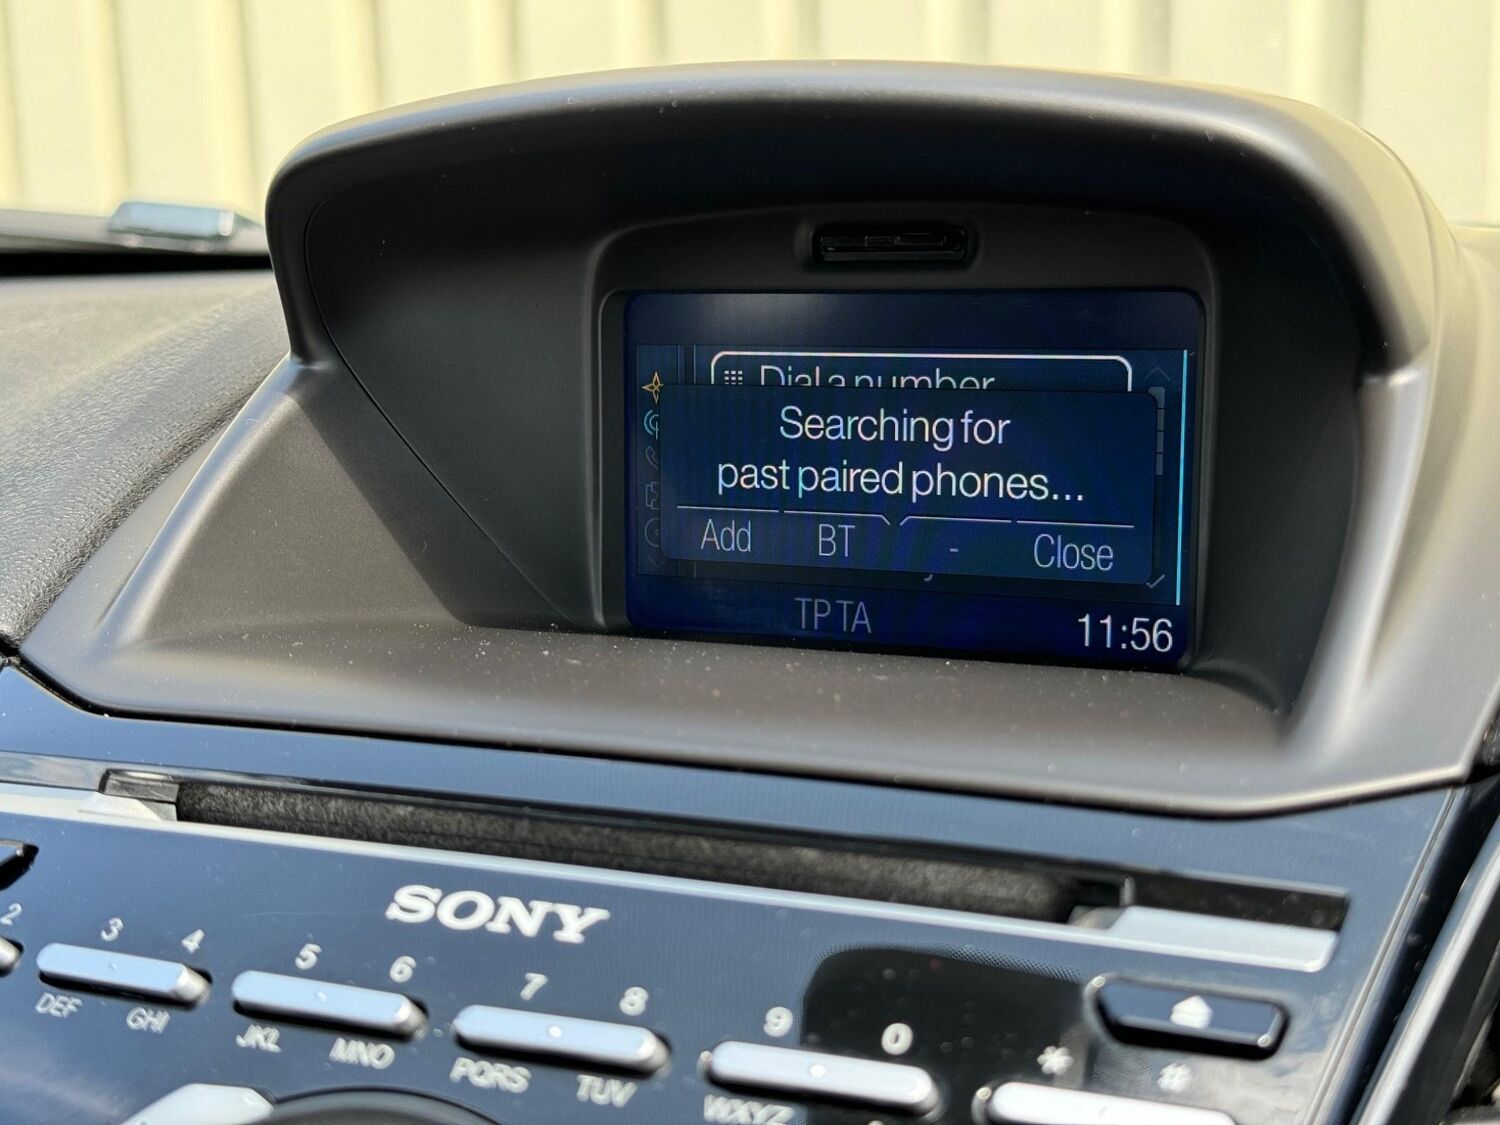 Dial a number
Searching for
past paired phones...
Add BT - Close
TP TA 11:56
SONY
2 3 4 5 6 7 8 9 0 * #
DEF GHI JKL MNO PQRS TUV WXYZ